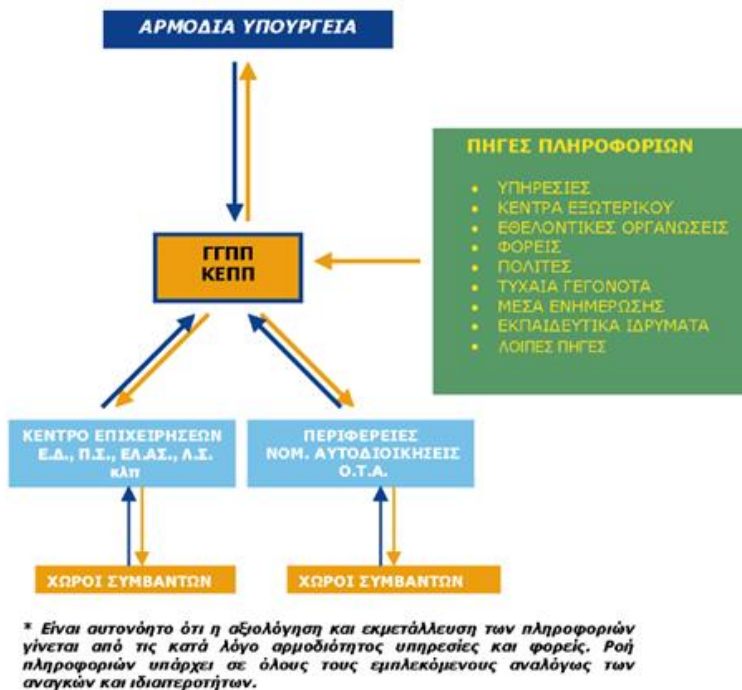 ΑΡΜΟΔΙΑ ΥΠΟΥΡΓΕΙΑ
ΠΗΓΕΣ ΠΛΗΡΟΦΟΡΙΩΝ
• ΥΠΗΡΕΣΙΕΣ
• ΚΕΝΤΡΑ ΕΞΩΤΕΡΙΚΟΥ
• ΕΘΕΛΟΝΤΙΚΕΣ ΟΡΓΑΝΩΣΕΙΣ
• ΦΟΡΕΙΣ
• ΠΟΛΙΤΕΣ
• ΤΥΧΑΙΑ ΓΕΓΟΝΟΤΑ
• ΜΕΣΑ ΕΝΗΜΕΡΩΣΗΣ
• ΕΚΠΑΙΔΕΥΤΙΚΑ ΙΔΡΥΜΑΤΑ
• ΛΟΙΠΕΣ ΠΗΓΕΣ
ΓΓΠΠ
ΚΕΠΠ
ΚΕΝΤΡΟ ΕΠΙΧΕΙΡΗΣΕΩΝ
Ε.Δ., Π.Σ., ΕΛ.ΑΣ., Λ.Σ.
κλπ
ΠΕΡΙΦΕΡΕΙΕΣ
ΝΟΜ. ΑΥΤΟΔΙΟΙΚΗΣΕΙΣ
Ο.Τ.Α.
ΧΩΡΟΙ ΣΥΜΒΑΝΤΩΝ
ΧΩΡΟΙ ΣΥΜΒΑΝΤΩΝ
* Είναι αυτονόητο ότι η αξιολόγηση και εκμετάλλευση των πληροφοριών
γίνεται από τις κατά λόγο αρμοδιότητος υπηρεσίες και φορείς. Ροή
πληροφοριών υπάρχει σε όλους τους εμπλεκόμενους αναλόγως των
αναγκών και ιδιαιτεροτήτων.